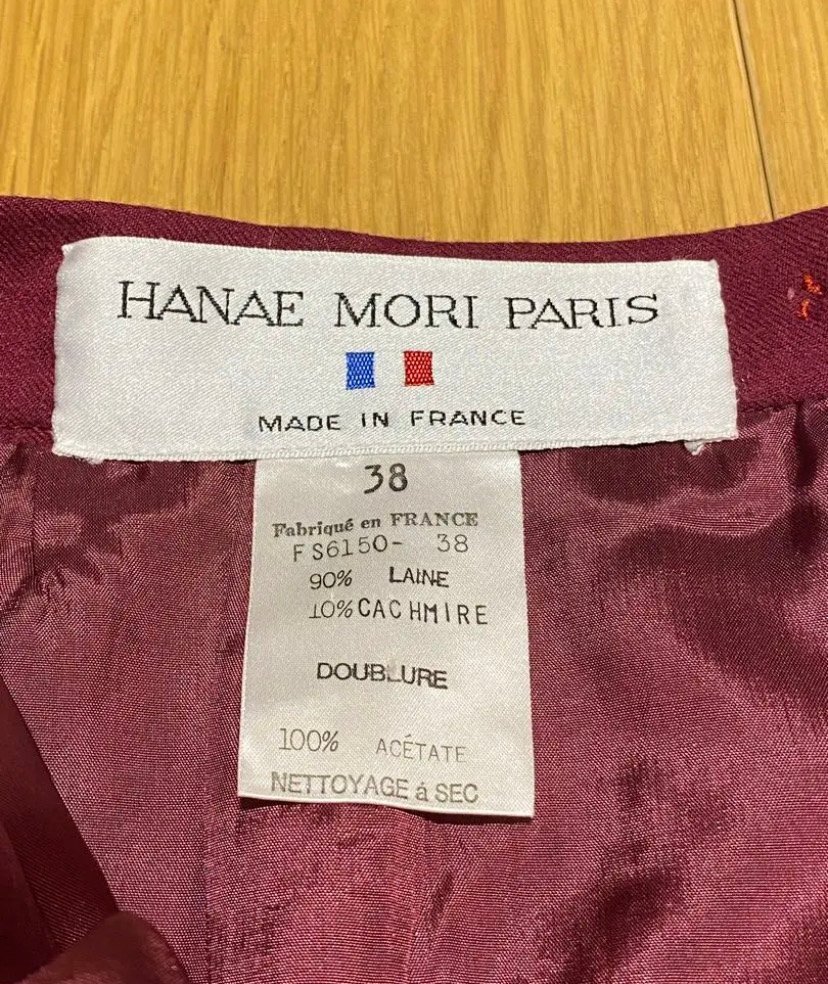 HANAE MORI PARIS
MADE IN FRANCE
38
Fabriqué en FRANCE
FS6150- 38
90% LAINE
10% CACHMIRE
DOUBLURE
100% ACÉTATE
NETTOYAGE á SEC